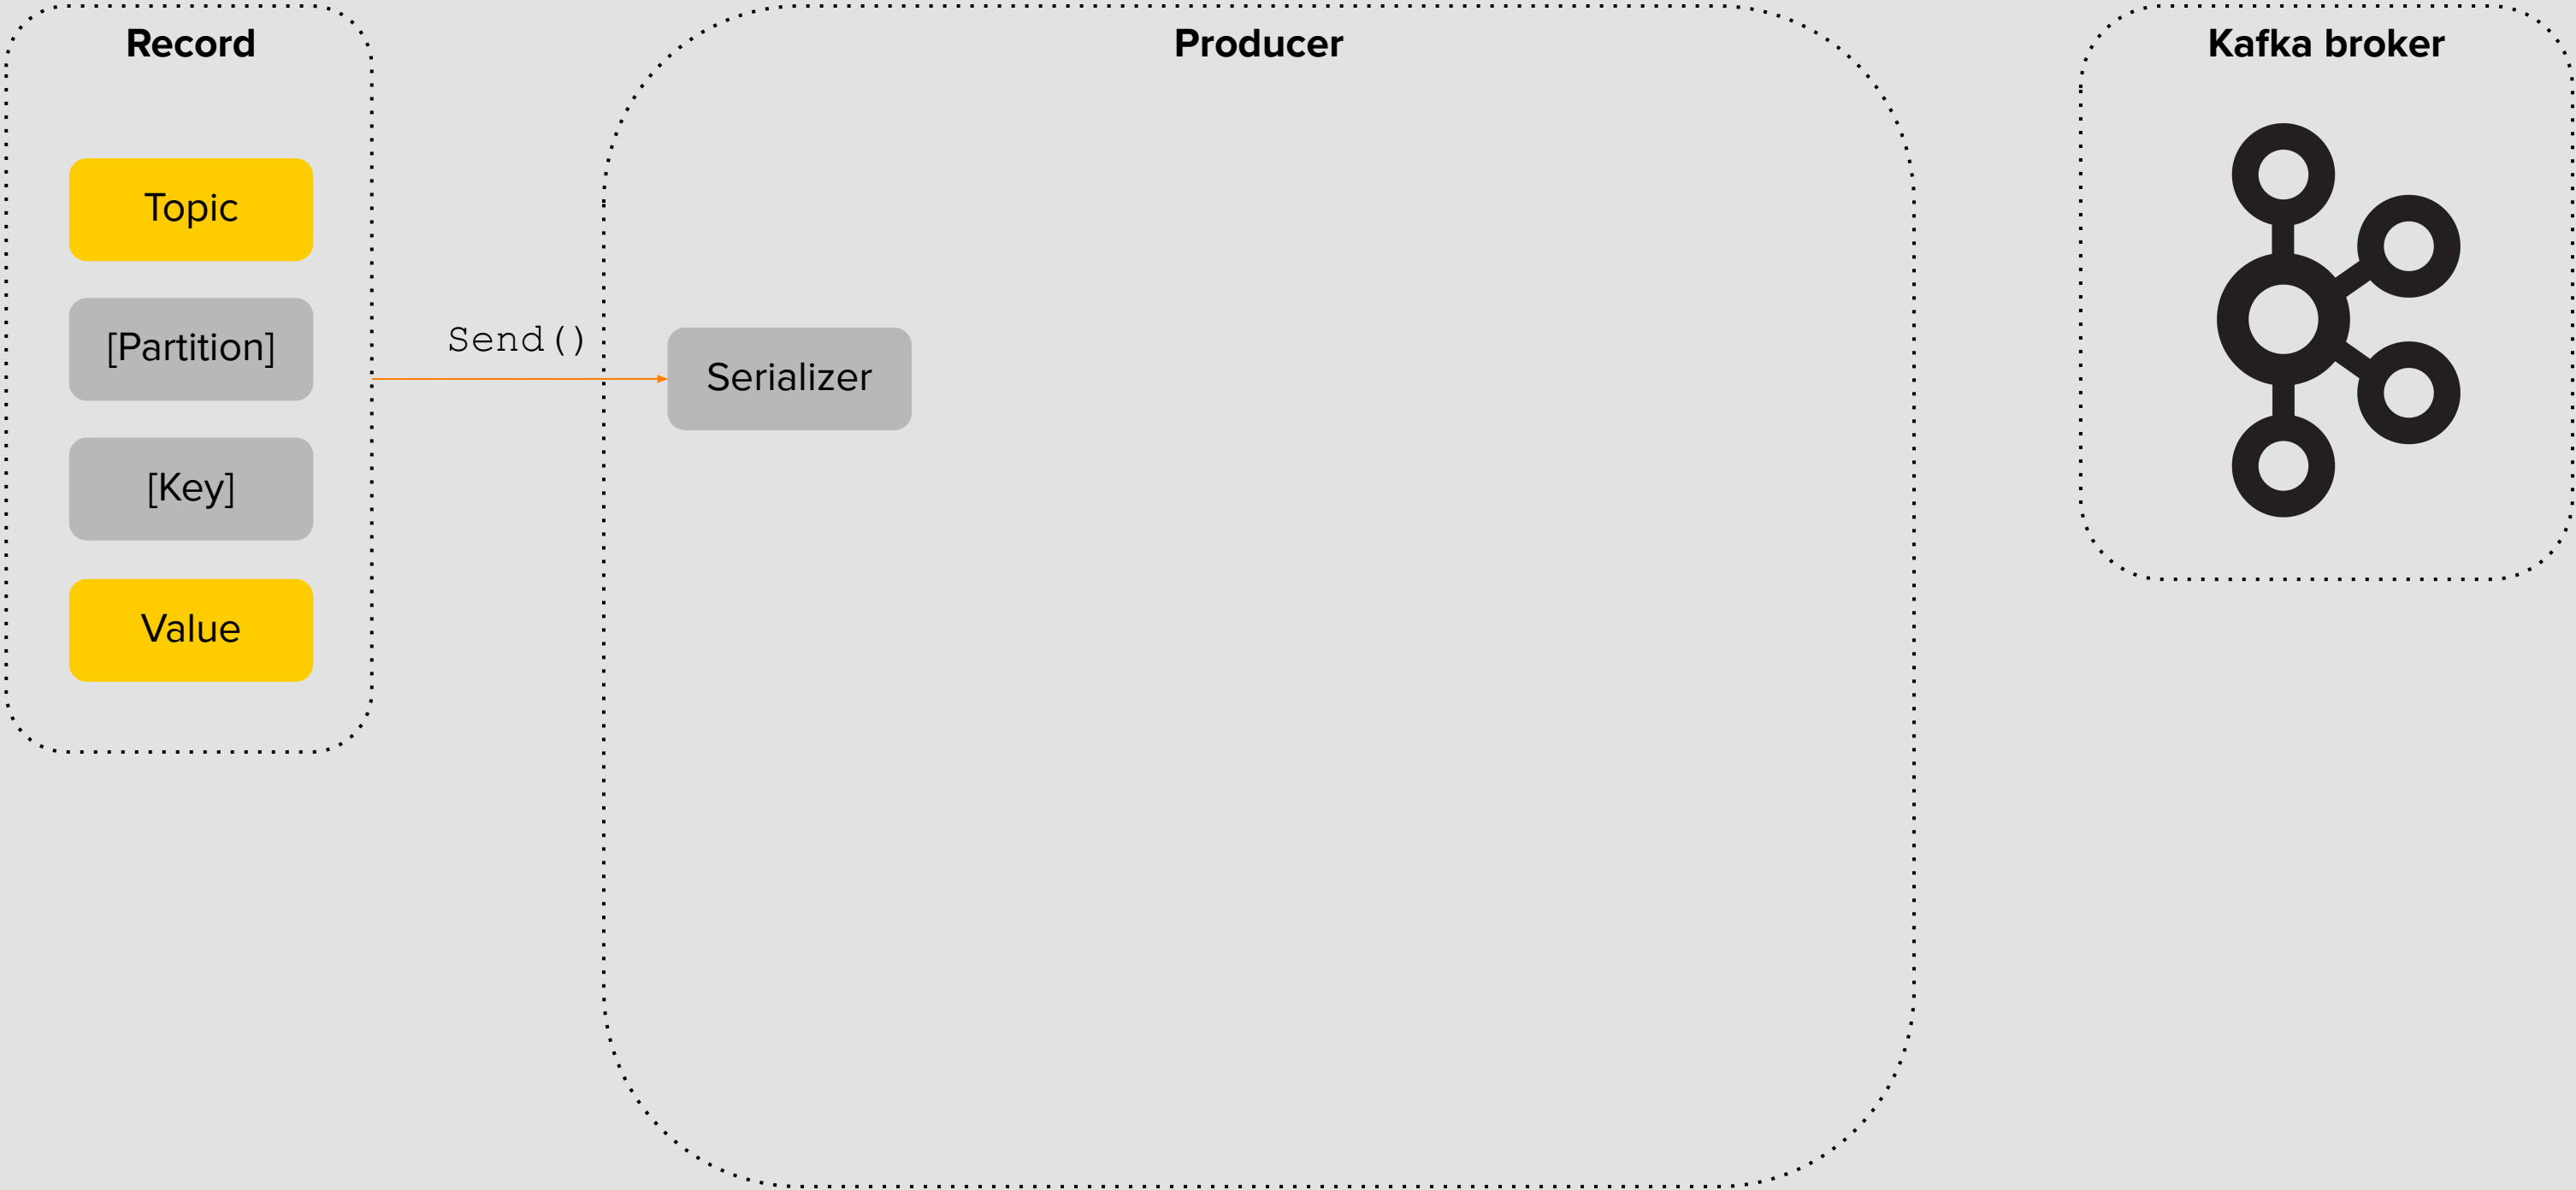 Record
Topic
[Partition]
[Key]
Value
Send()
Producer
Serializer
Kafka broker